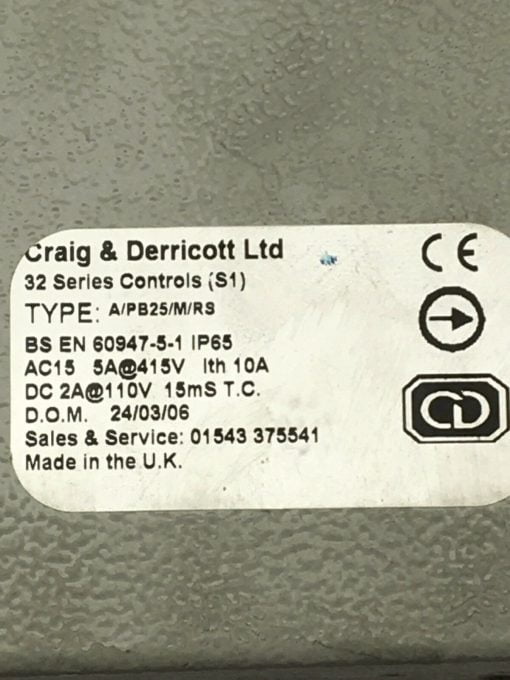 Craig & Derricott Ltd
32 Series Controls (S1)
TYPE: A/PB25/M/RS
BS EN 60947-5-1 IP65
AC15 5A@415V Ith 10A
DC 2A@110V 15mS T.C.
D.O.M. 24/03/06
Sales & Service: 01543 375541
Made in the U.K.
CE
CD